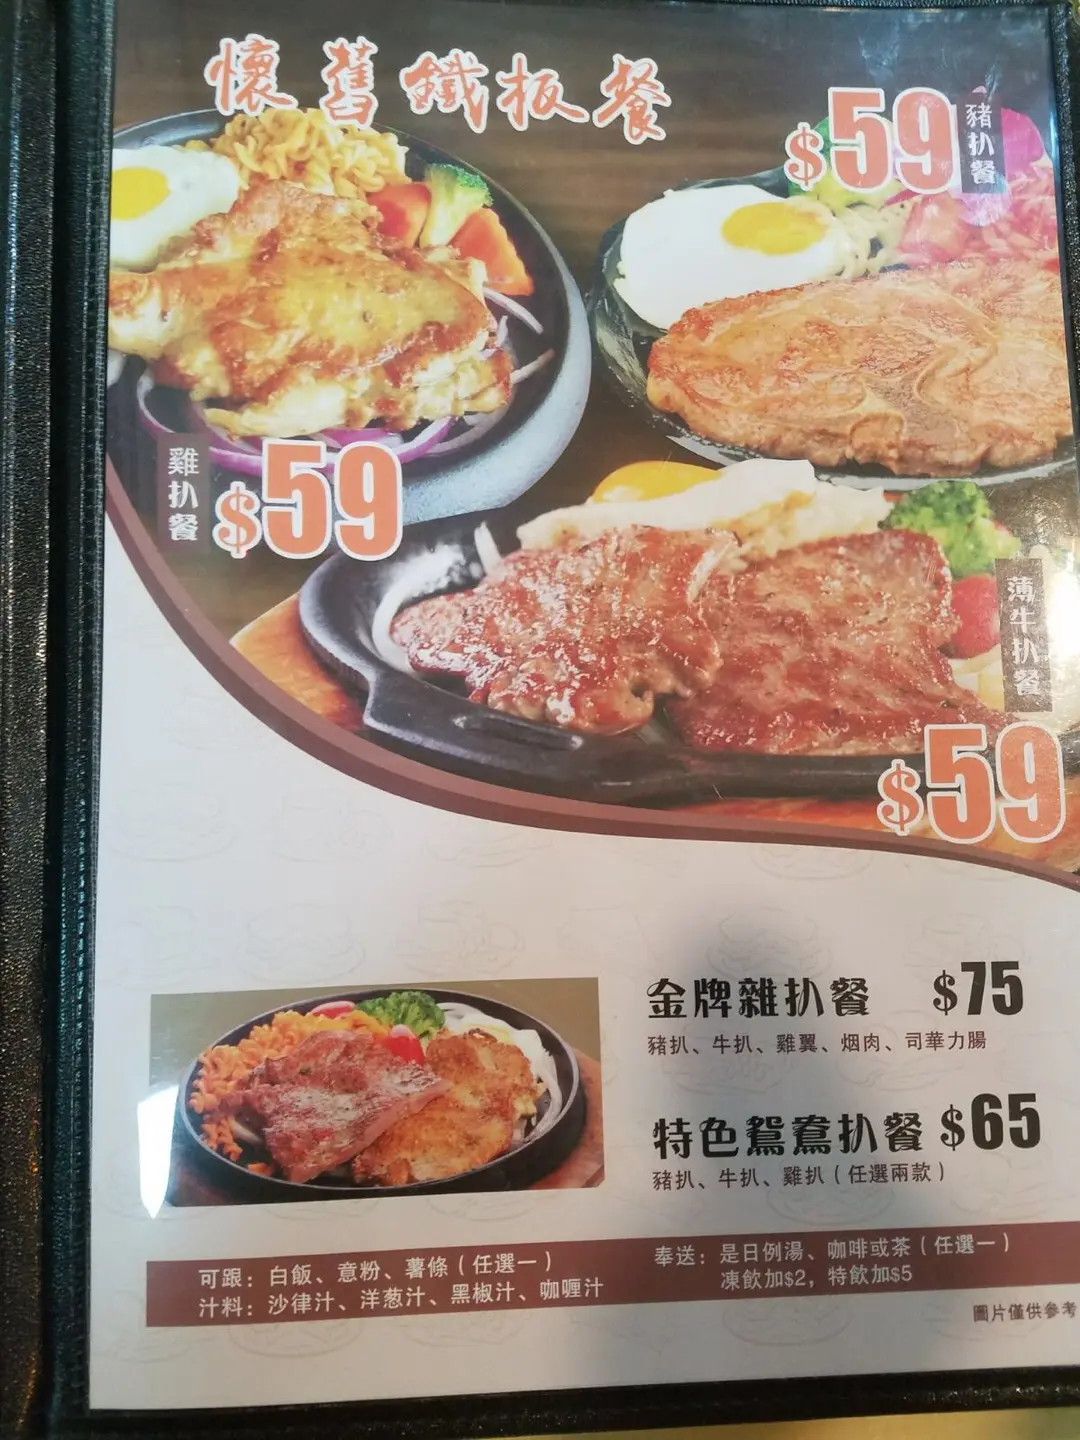 懷舊鐵板餐
$59
豬扒餐
雞扒餐
$59
薄牛扒餐
$59
金牌雜扒餐 $75
豬扒、牛扒、雞翼、烟肉、司華力腸
特色鴛鴦扒餐 $65
豬扒、牛扒、雞扒（任選兩款）
可跟：白飯、意粉、薯條（任選一）
汁料：沙律汁、洋葱汁、黑椒汁、咖喱汁
奉送：是日例湯、咖啡或茶（任選一）
凍飲加$2，特飲加$5
圖片僅供參考